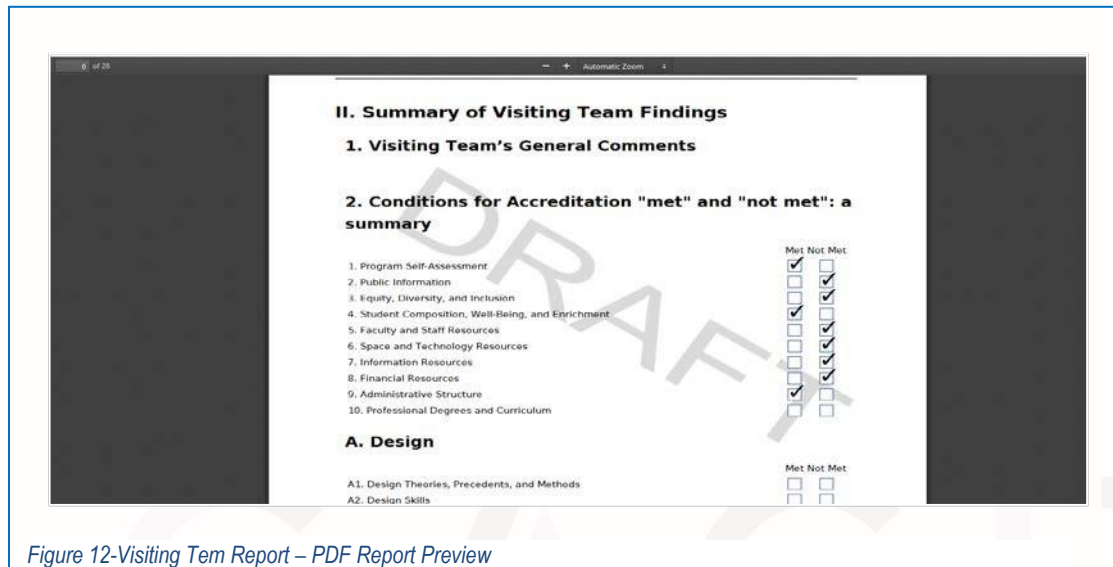 6 of 28
− + Automatic Zoom
II. Summary of Visiting Team Findings
1. Visiting Team's General Comments
2. Conditions for Accreditation "met" and "not met": a
summary
Met Not Met
1. Program Self-Assessment
2. Public Information
3. Equity, Diversity, and Inclusion
4. Student Composition, Well-Being, and Enrichment
5. Faculty and Staff Resources
6. Space and Technology Resources
7. Information Resources
8. Financial Resources
9. Administrative Structure
10. Professional Degrees and Curriculum
DRAFT
A. Design
Met Not Met
A1. Design Theories, Precedents, and Methods
A2. Design Skills
Figure 12-Visiting Tem Report – PDF Report Preview